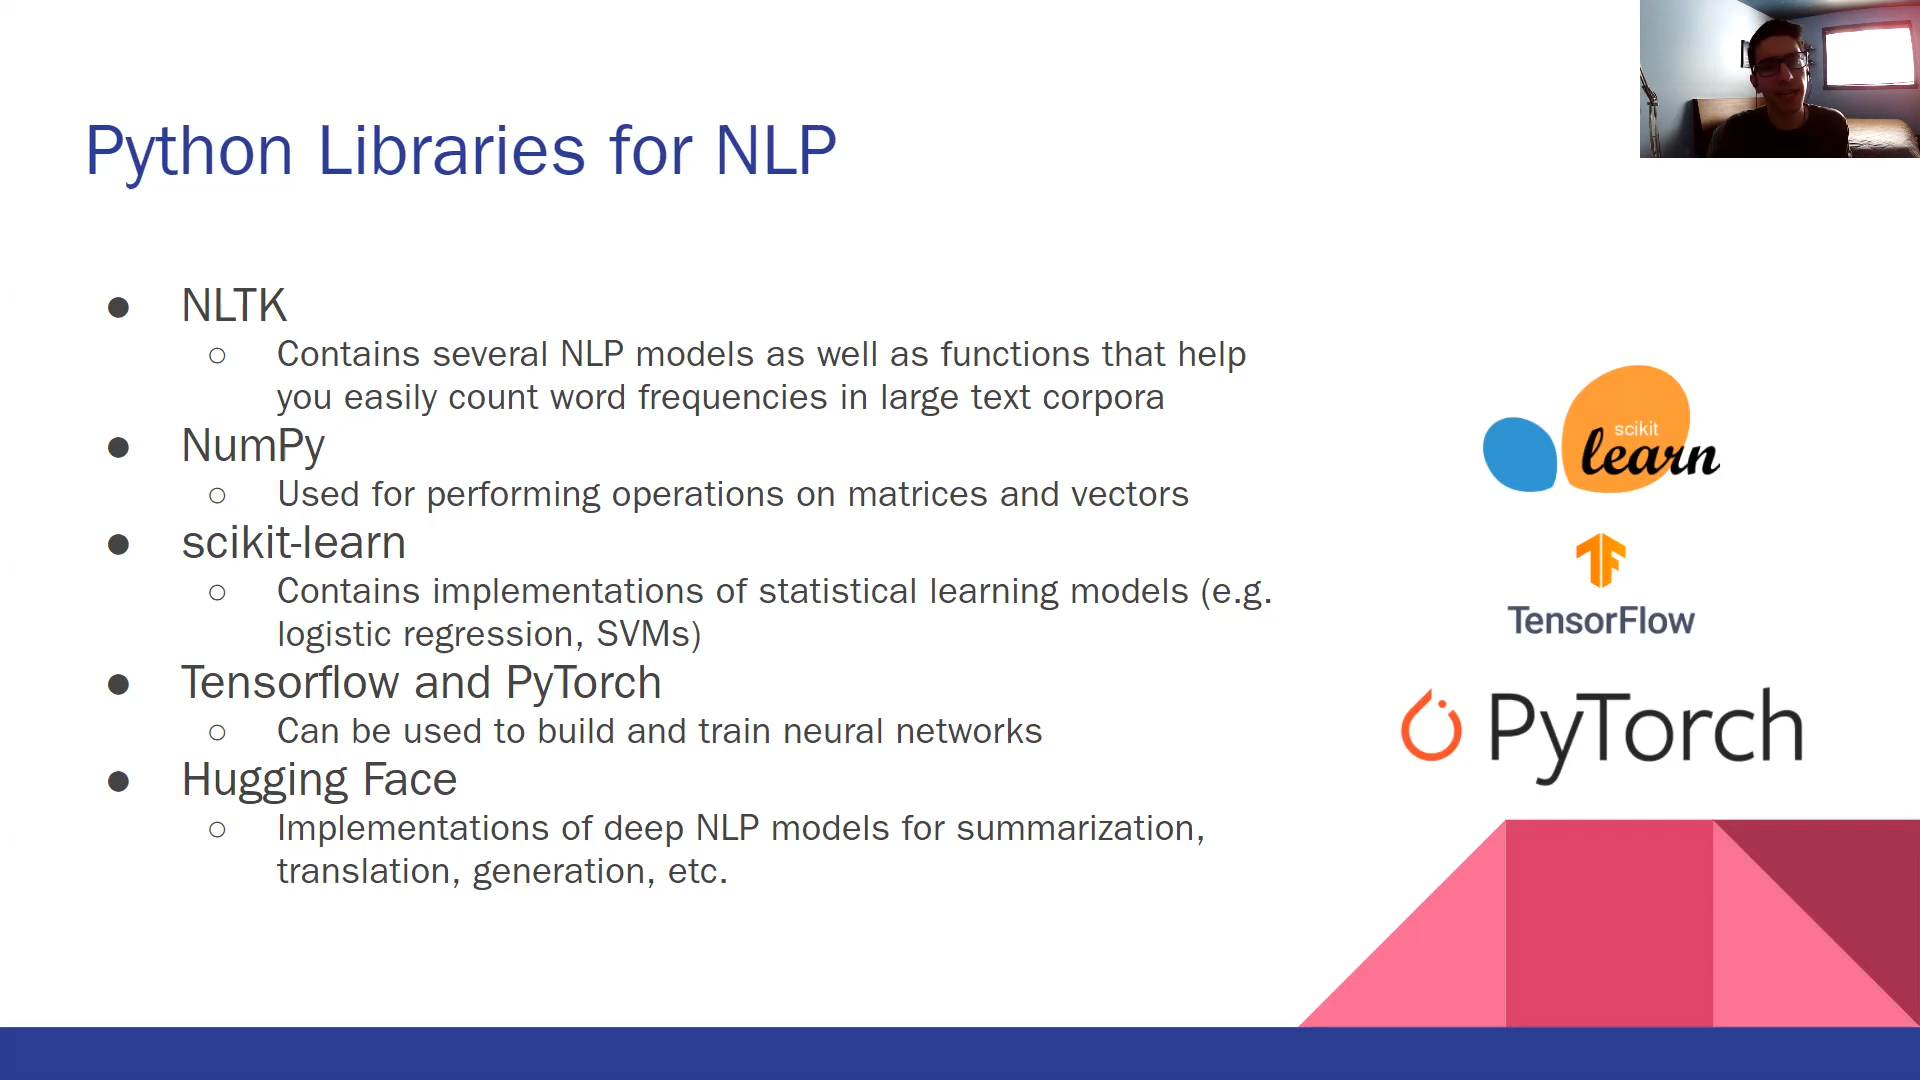 Python Libraries for NLP
● NLTK
○ Contains several NLP models as well as functions that help
you easily count word frequencies in large text corpora
● NumPy
○ Used for performing operations on matrices and vectors
● scikit-learn
○ Contains implementations of statistical learning models (e.g.
logistic regression, SVMs)
● Tensorflow and PyTorch
○ Can be used to build and train neural networks
● Hugging Face
○ Implementations of deep NLP models for summarization,
translation, generation, etc.
scikit
learn
TensorFlow
PyTorch